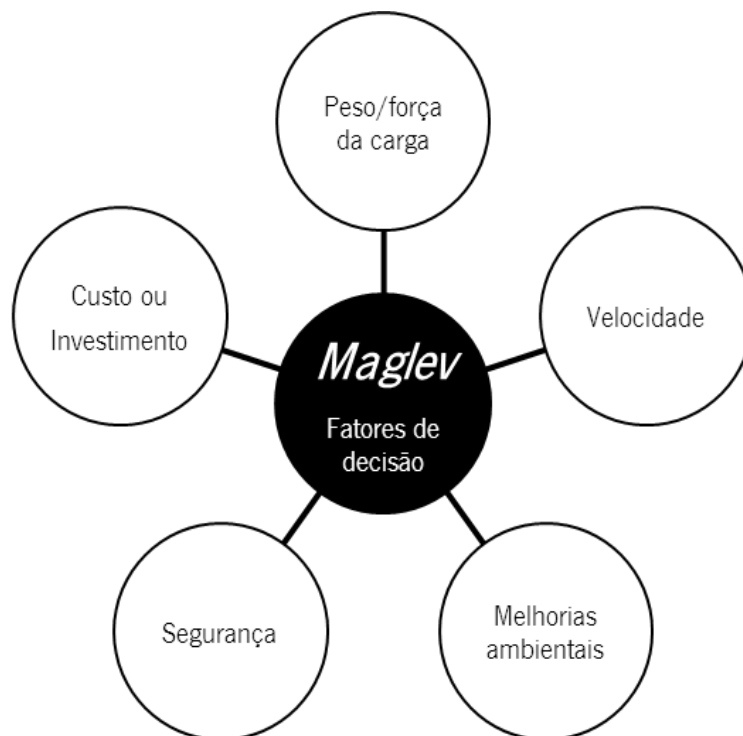 Peso/força
da carga
Custo ou
Investimento
Velocidade
Maglev
Fatores de
decisão
Segurança
Melhorias
ambientais